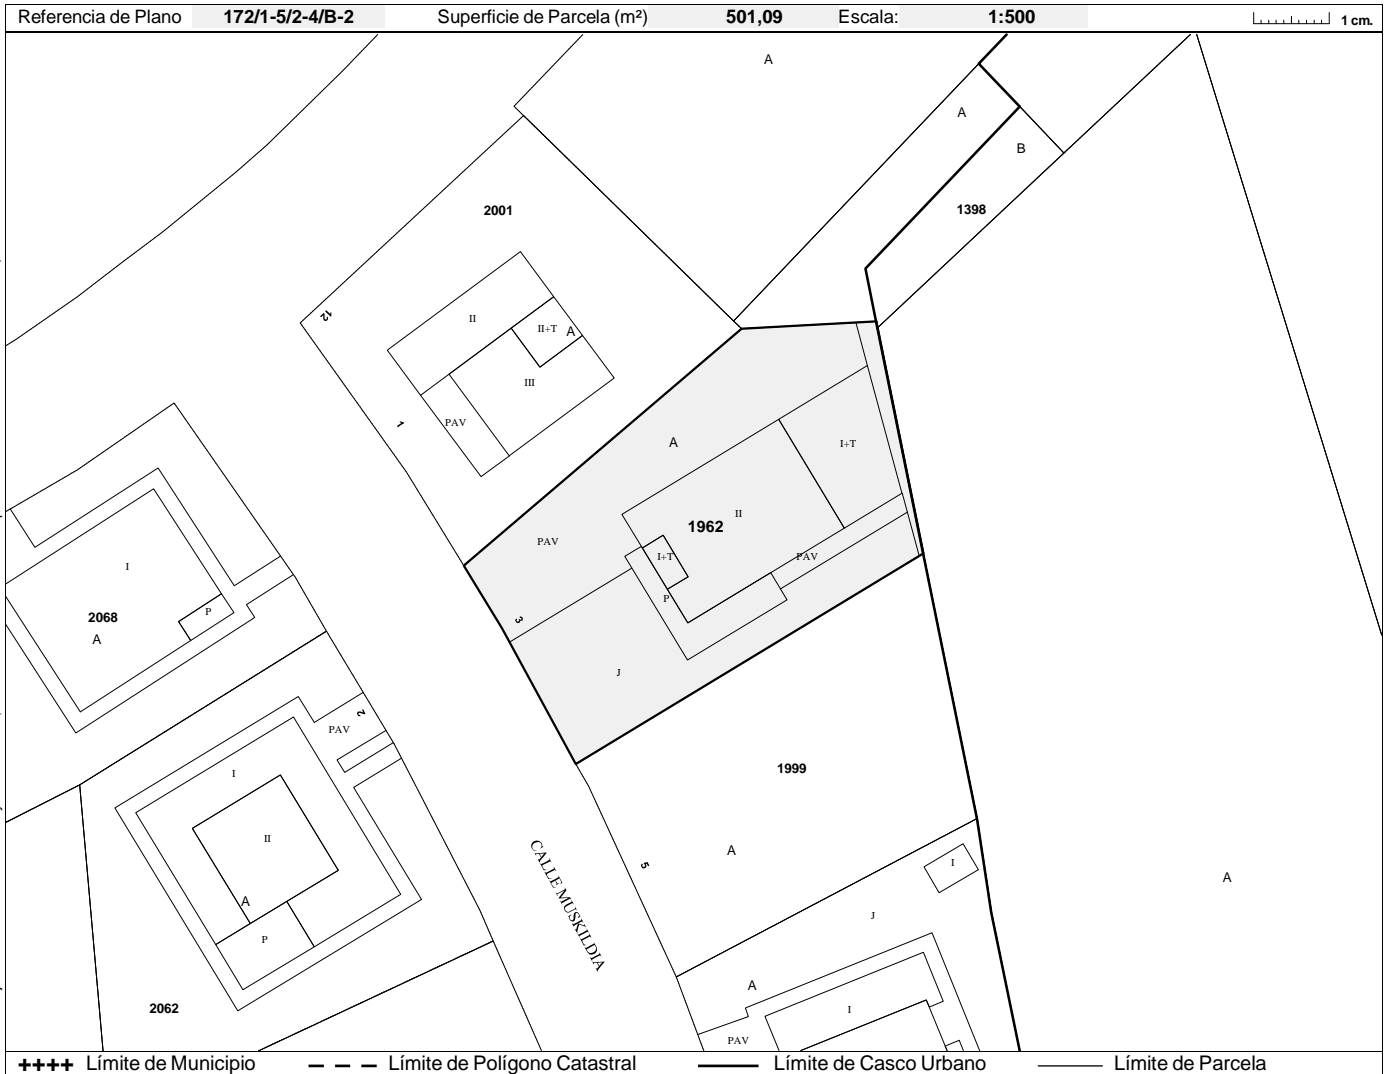 Referencia de Plano 172/1-5/2-4/B-2 Superficie de Parcela (m²) 501,09 Escala: 1:500 1 cm.
A
A
B
2001
1398
12
II
II+T
A
III
1
PAV
A
I+T
II
1962
PAV
I+T
PAV
I
P
P
2068
3
A
J
2
PAV
1999
I
II
CALLE MUSKILDIA
A
5
I
A
A
J
P
A
2062
I
PAV
++++ Límite de Municipio – – – Límite de Polígono Catastral —— Límite de Casco Urbano —— Límite de Parcela